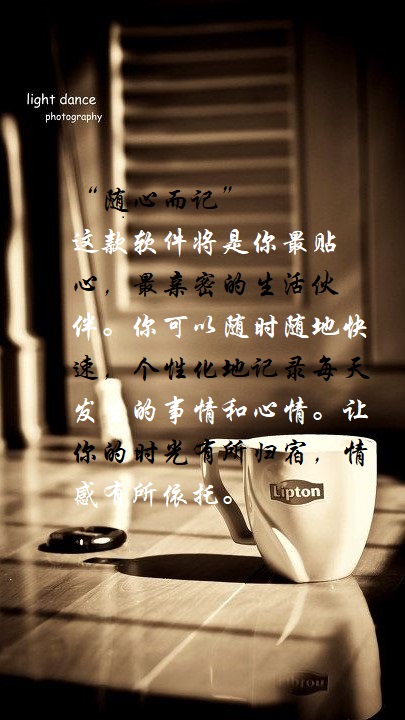 light dance
photography
“随心而记”
这款软件将是你最贴
心，最亲密的生活伙
伴。你可以随时随地快
速，个性化地记录每天
发 的事情和心情。让
你的时光有所归宿，情
感有所依托。
Lipton